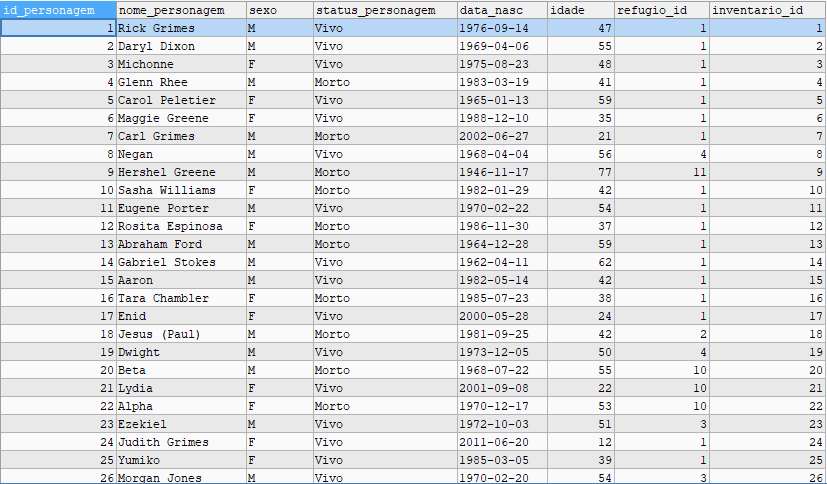 id_personagem nome_personagem sexo status_personagem data_nasc idade refugio_id inventario_id
1 Rick Grimes M Vivo 1976-09-14 47 1 1
2 Daryl Dixon M Vivo 1969-04-06 55 1 2
3 Michonne F Vivo 1975-08-23 48 1 3
4 Glenn Rhee M Morto 1983-03-19 41 1 4
5 Carol Peletier F Vivo 1965-01-13 59 1 5
6 Maggie Greene F Vivo 1988-12-10 35 1 6
7 Carl Grimes M Morto 2002-06-27 21 1 7
8 Negan M Vivo 1968-04-04 56 4 8
9 Hershel Greene M Morto 1946-11-17 77 11 9
10 Sasha Williams F Morto 1982-01-29 42 1 10
11 Eugene Porter M Vivo 1970-02-22 54 1 11
12 Rosita Espinosa F Morto 1986-11-30 37 1 12
13 Abraham Ford M Morto 1964-12-28 59 1 13
14 Gabriel Stokes M Vivo 1962-04-11 62 1 14
15 Aaron M Vivo 1982-05-14 42 1 15
16 Tara Chambler F Morto 1985-07-23 38 1 16
17 Enid F Vivo 2000-05-28 24 1 17
18 Jesus (Paul) M Morto 1981-09-25 42 2 18
19 Dwight M Vivo 1973-12-05 50 4 19
20 Beta M Morto 1968-07-22 55 10 20
21 Lydia F Vivo 2001-09-08 22 10 21
22 Alpha F Morto 1970-12-17 53 10 22
23 Ezekiel M Vivo 1972-10-03 51 3 23
24 Judith Grimes F Vivo 2011-06-20 12 1 24
25 Yumiko F Vivo 1985-03-05 39 1 25
26 Morgan Jones M Vivo 1970-02-20 54 3 26